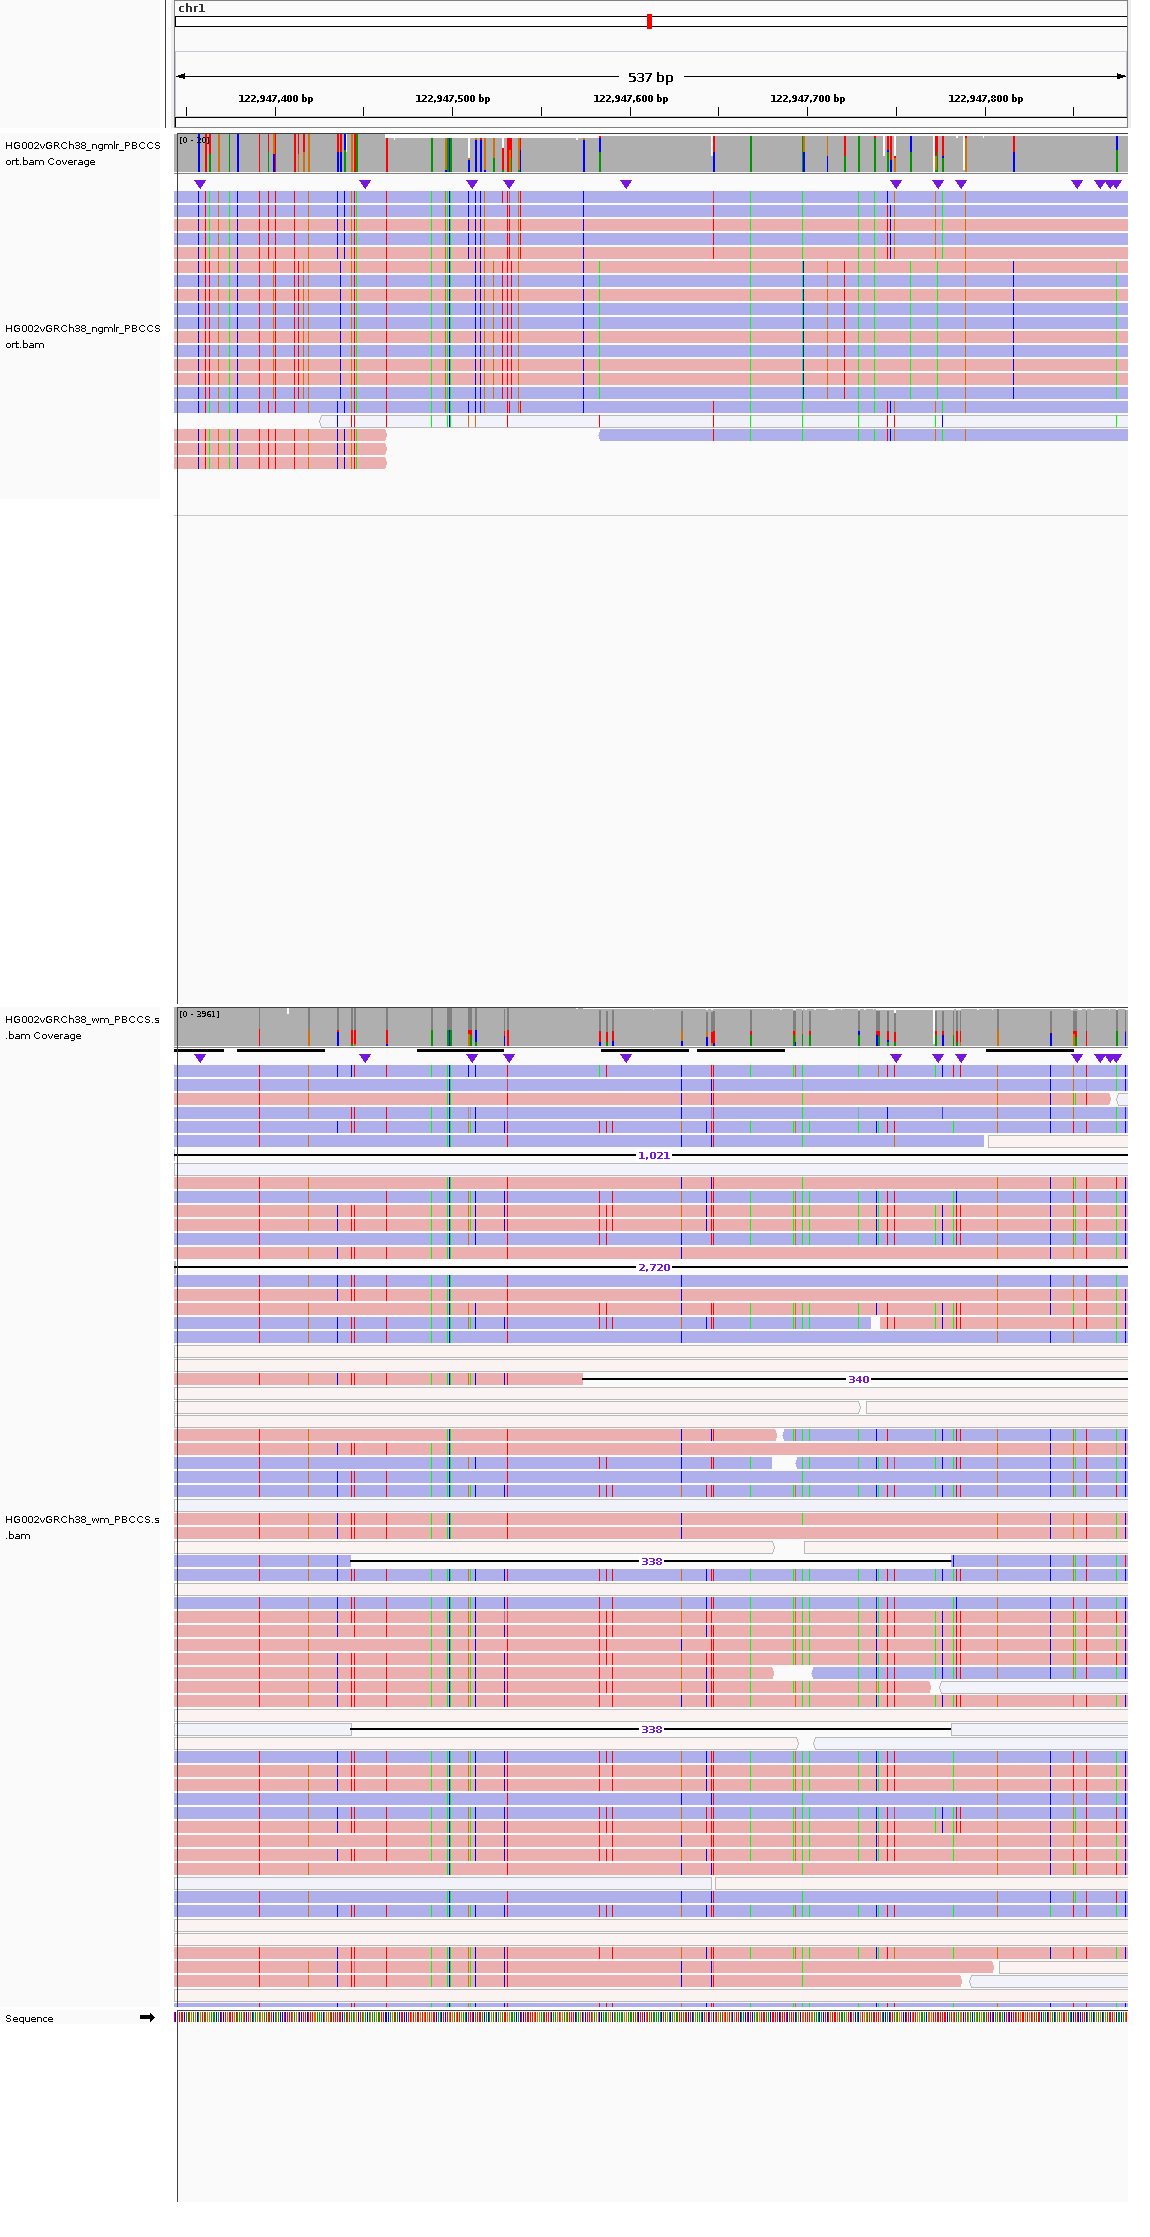 chr1
537 bp
122,947,400 bp 122,947,500 bp 122,947,600 bp 122,947,700 bp 122,947,800 bp
HG002vGRCh38_ngmlr_PBCCS
ort.bam Coverage
[0 - 20]
HG002vGRCh38_ngmlr_PBCCS
ort.bam
HG002vGRCh38_wm_PBCCS.s
.bam Coverage
[0 - 3961]
1,021
2,720
340
HG002vGRCh38_wm_PBCCS.s
.bam
338
338
Sequence